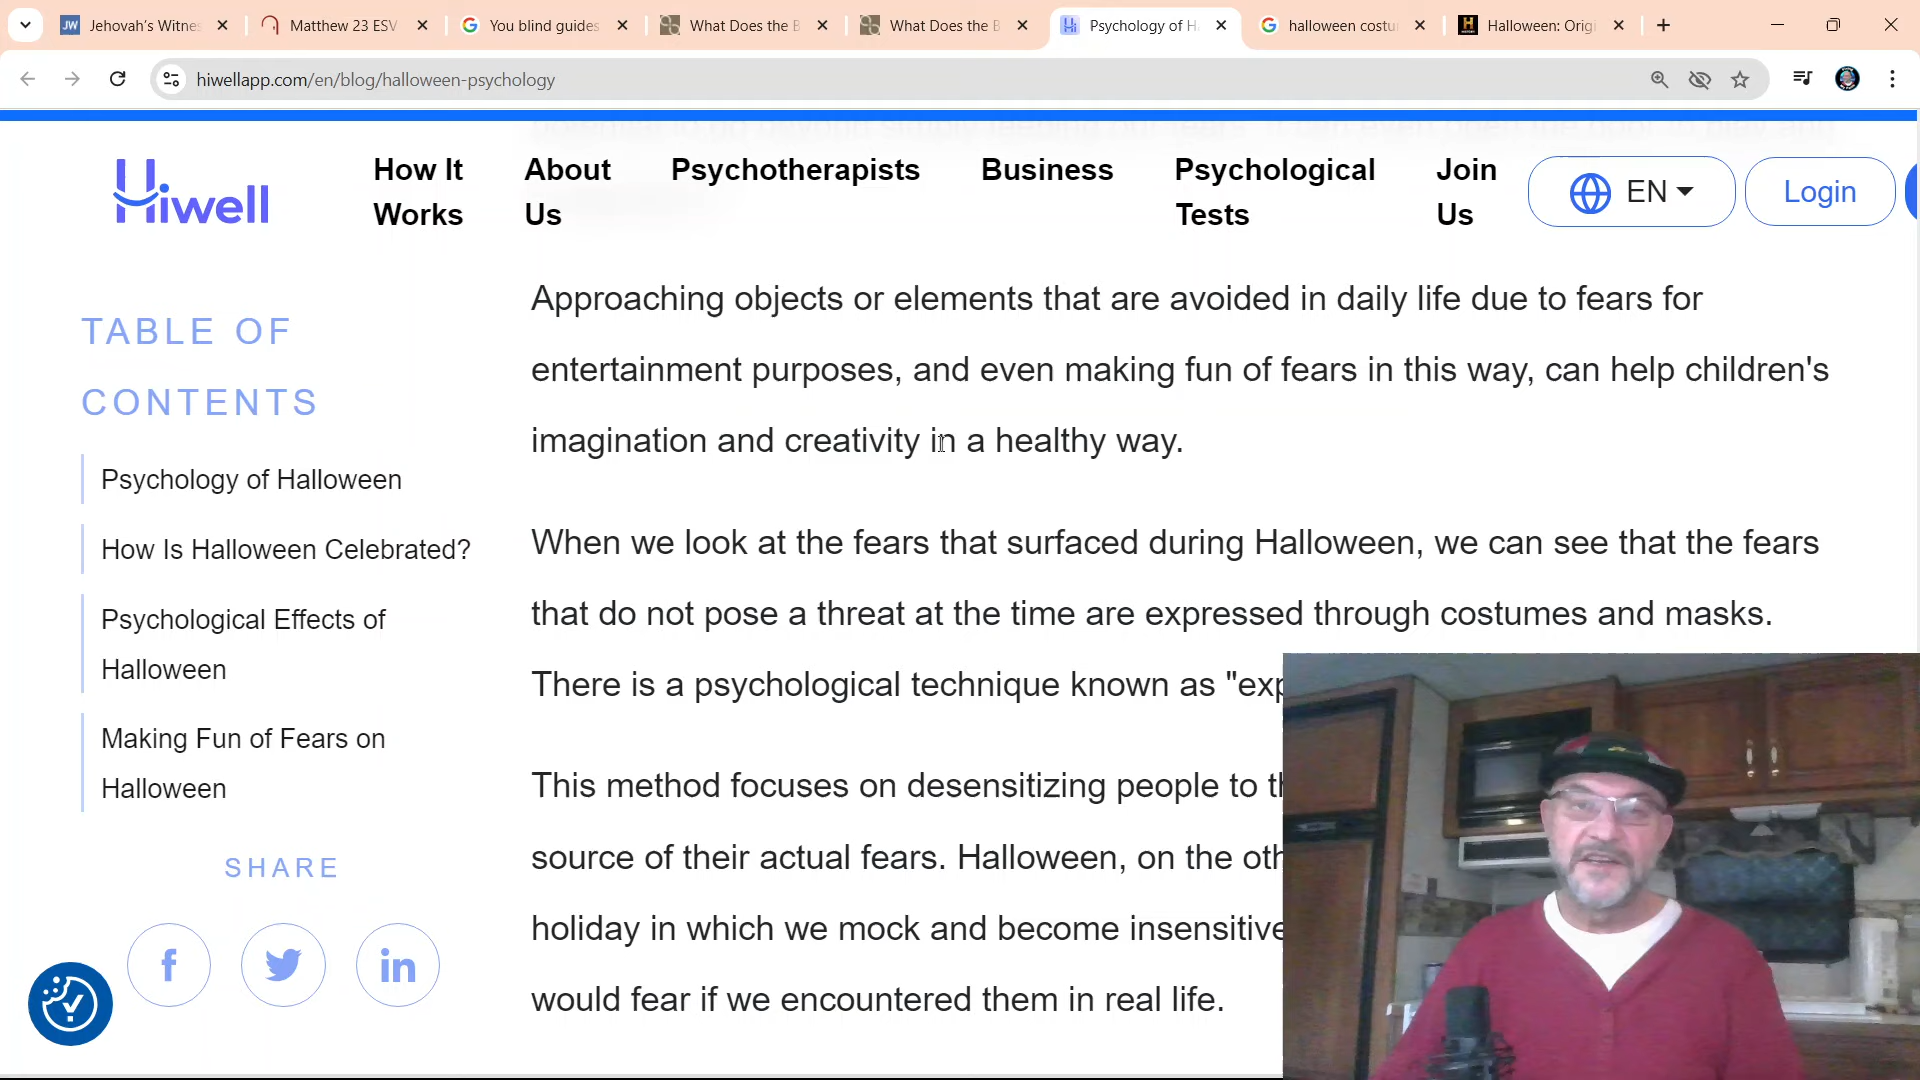 Jehovah's Witnes
Matthew 23 ESV
You blind guides
What Does the B
What Does the B
Psychology of H
halloween costu
Halloween: Orig
hiwellapp.com/en/blog/halloween-psychology
Hiwell
How It
Works
About
Us
Psychotherapists
Business
Psychological
Tests
Join
Us
EN
Login
TABLE OF
CONTENTS
Psychology of Halloween
How Is Halloween Celebrated?
Psychological Effects of
Halloween
Making Fun of Fears on
Halloween
SHARE
Approaching objects or elements that are avoided in daily life due to fears for
entertainment purposes, and even making fun of fears in this way, can help children's
imagination and creativity in a healthy way.
When we look at the fears that surfaced during Halloween, we can see that the fears
that do not pose a threat at the time are expressed through costumes and masks.
There is a psychological technique known as "exp
This method focuses on desensitizing people to th
source of their actual fears. Halloween, on the oth
holiday in which we mock and become insensitive
would fear if we encountered them in real life.